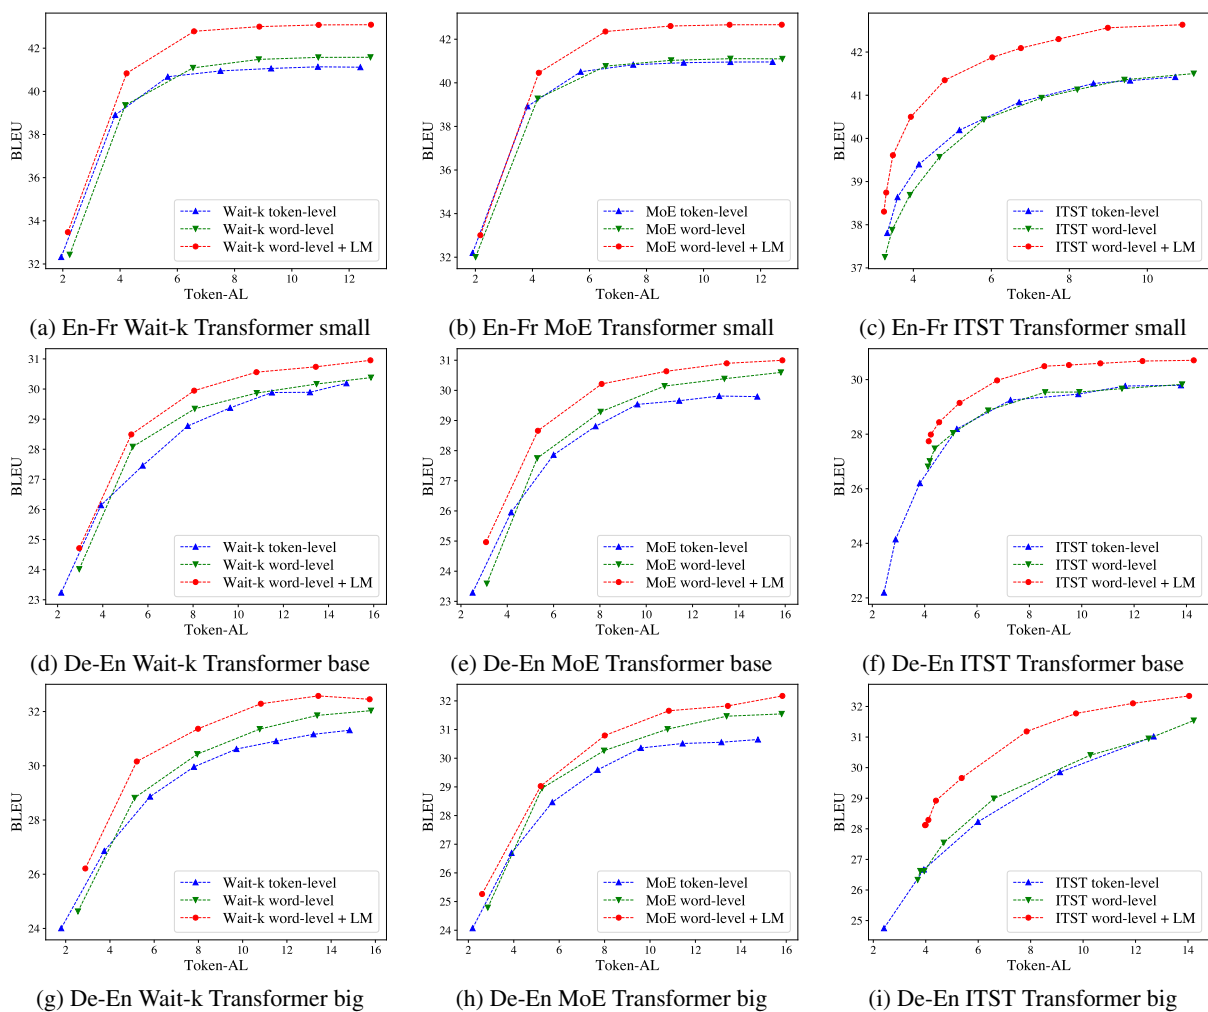 42
40
38
36
34
32
BLEU
2
4
6
8
10
12
Token-AL
Wait-k token-level
Wait-k word-level
Wait-k word-level + LM
(a) En-Fr Wait-k Transformer small
42
40
38
36
34
32
BLEU
2
4
6
8
10
12
Token-AL
MoE token-level
MoE word-level
MoE word-level + LM
(b) En-Fr MoE Transformer small
42
41
40
39
38
37
BLEU
4
6
8
10
Token-AL
ITST token-level
ITST word-level
ITST word-level + LM
(c) En-Fr ITST Transformer small
31
30
29
28
27
26
25
24
23
BLEU
2
4
6
8
10
12
14
16
Token-AL
Wait-k token-level
Wait-k word-level
Wait-k word-level + LM
(d) De-En Wait-k Transformer base
31
30
29
28
27
26
25
24
23
BLEU
2
4
6
8
10
12
14
16
Token-AL
MoE token-level
MoE word-level
MoE word-level + LM
(e) De-En MoE Transformer base
30
28
26
24
22
BLEU
2
4
6
8
10
12
14
Token-AL
ITST token-level
ITST word-level
ITST word-level + LM
(f) De-En ITST Transformer base
32
30
28
26
24
BLEU
2
4
6
8
10
12
14
16
Token-AL
Wait-k token-level
Wait-k word-level
Wait-k word-level + LM
(g) De-En Wait-k Transformer big
32
31
30
29
28
27
26
25
24
BLEU
2
4
6
8
10
12
14
16
Token-AL
MoE token-level
MoE word-level
MoE word-level + LM
(h) De-En MoE Transformer big
32
31
30
29
28
27
26
25
BLEU
2
4
6
8
10
12
14
Token-AL
ITST token-level
ITST word-level
ITST word-level + LM
(i) De-En ITST Transformer big